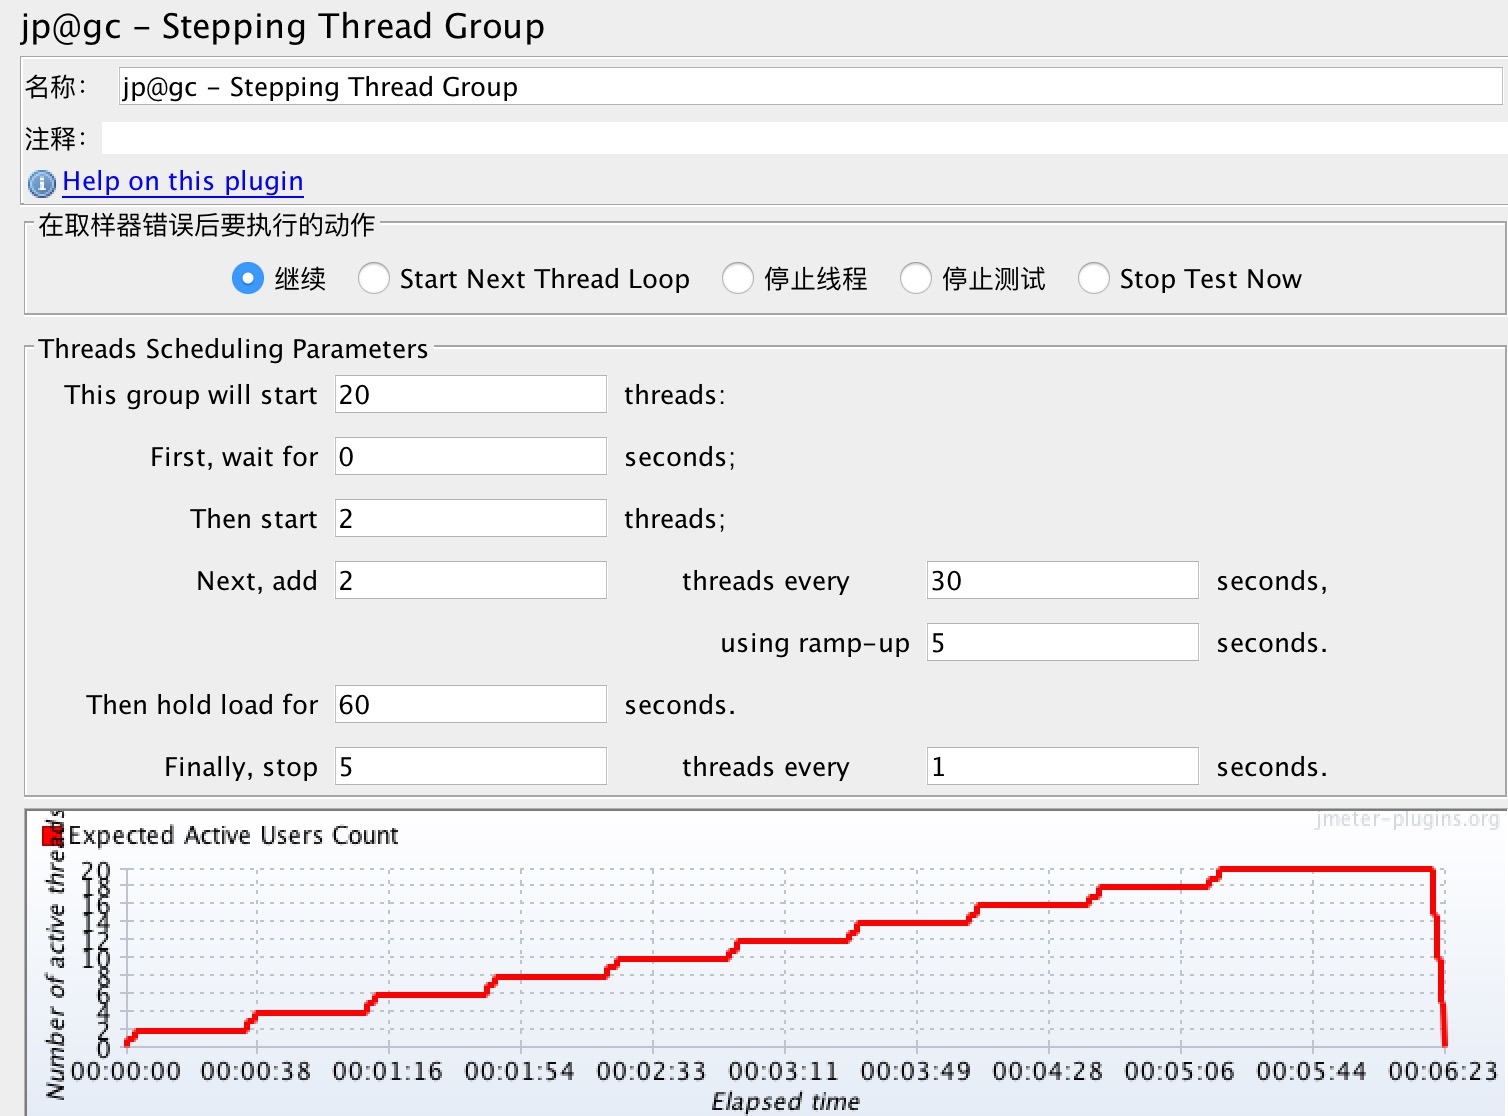 jp@gc – Stepping Thread Group
名称： jp@gc – Stepping Thread Group
注释：
Help on this plugin
在取样器错误后要执行的动作
继续 Start Next Thread Loop 停止线程 停止测试 Stop Test Now
Threads Scheduling Parameters
This group will start 20 threads:
First, wait for 0 seconds;
Then start 2 threads;
Next, add 2 threads every 30 seconds,
using ramp-up 5 seconds.
Then hold load for 60 seconds.
Finally, stop 5 threads every 1 seconds.
jmeter-plugins.org
Expected Active Users Count
Number of active threads
20
18
16
14
12
10
8
6
4
2
0
00:00:00 00:00:38 00:01:16 00:01:54 00:02:33 00:03:11 00:03:49 00:04:28 00:05:06 00:05:44 00:06:23
Elapsed time